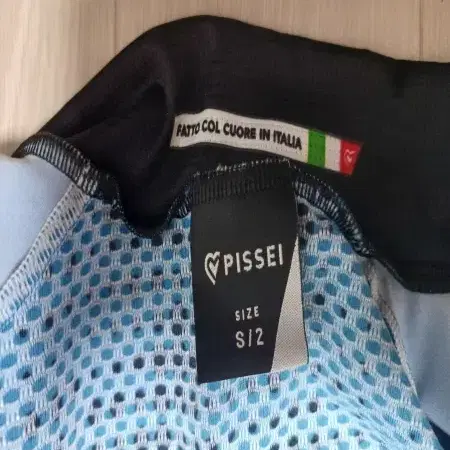 FATTO COL CUORE IN ITALIA
PISSEI
SIZE
S/2